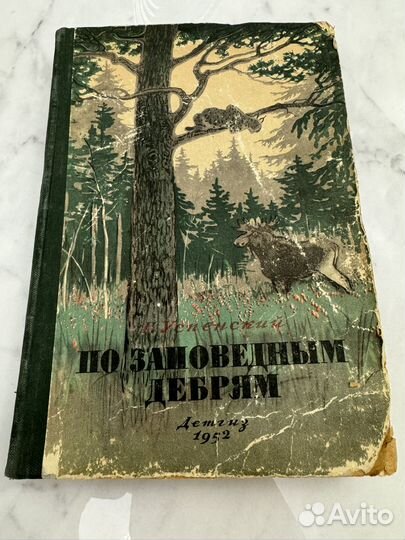 Успенский
ПО ЗАПОВЕДНЫМ
ДЕБРЯМ
Детгиз
1952
Avito